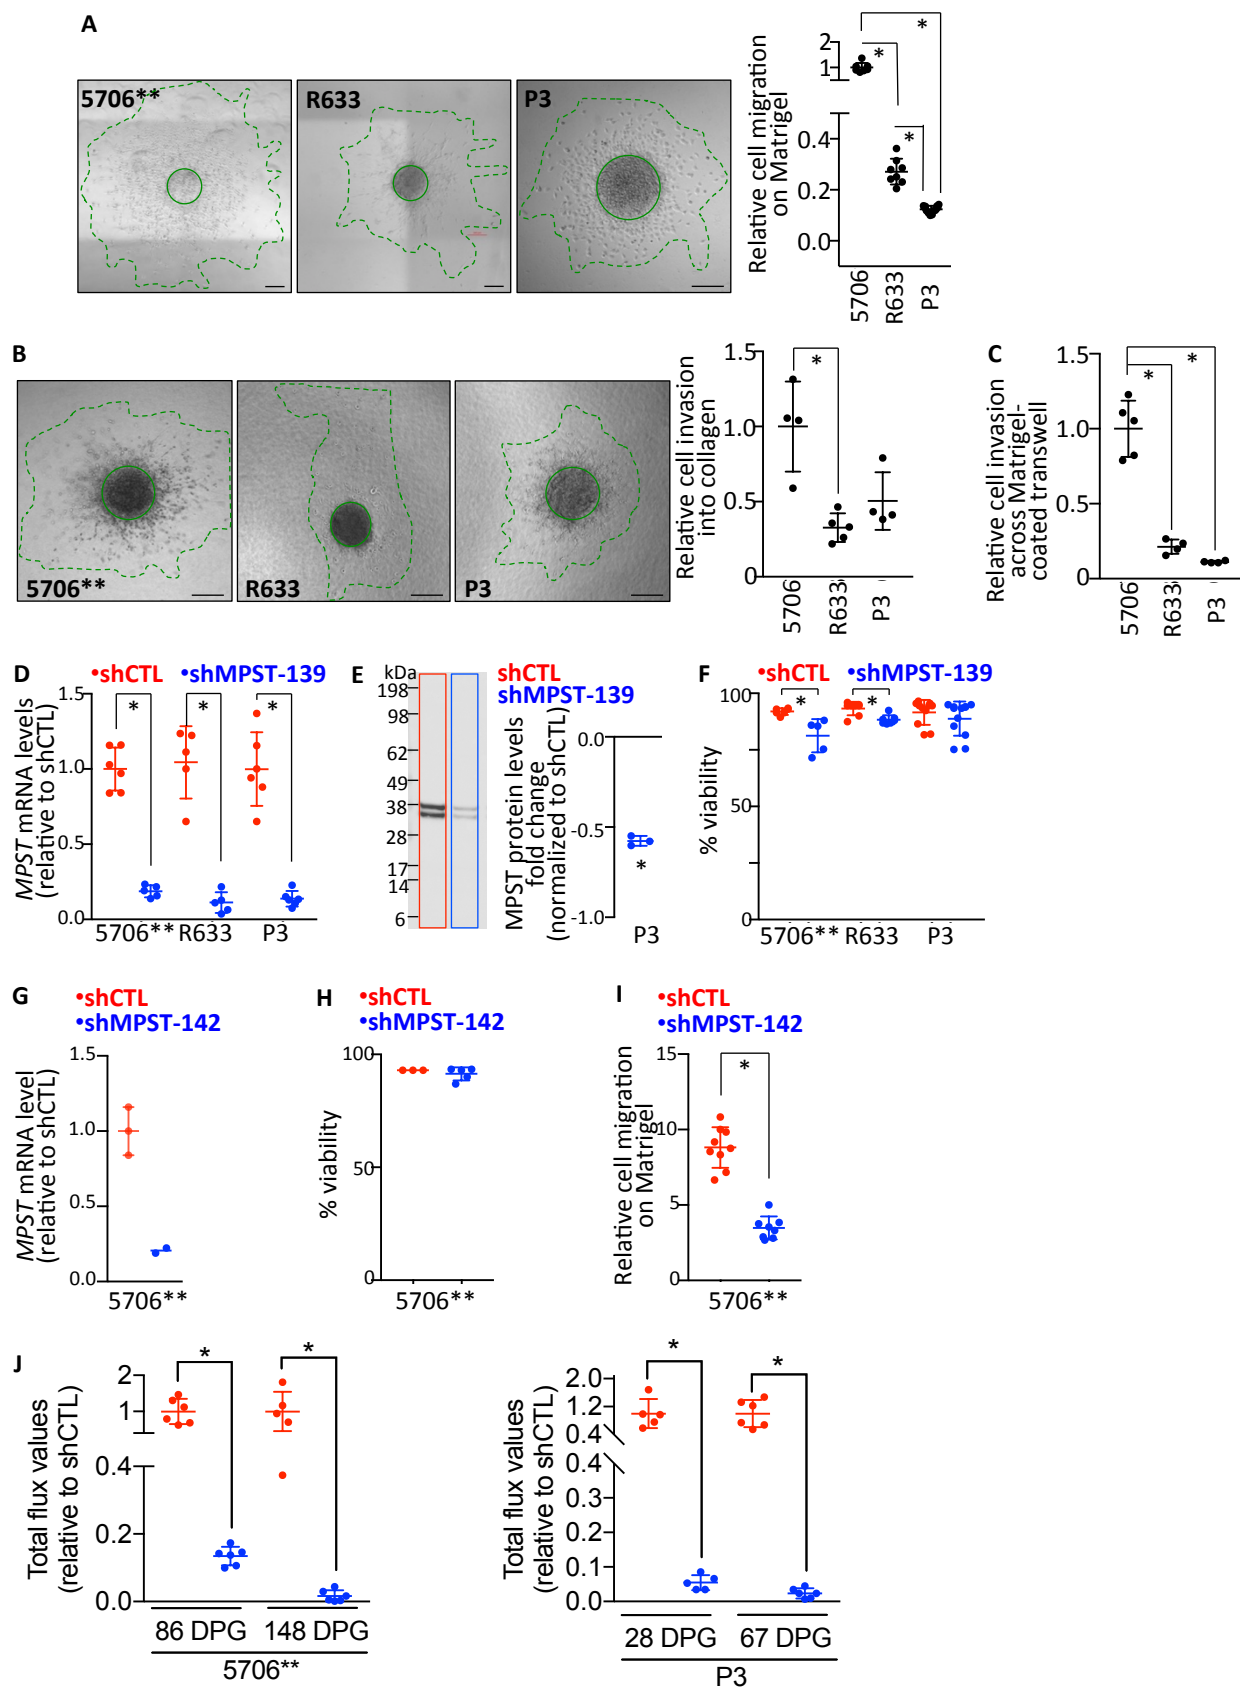 A
5706**
R633
P3
Relative cell migration
on Matrigel
2
1
0.4
0.2
0.0
*
*
*
5706
R633
P3
B
5706**
R633
P3
Relative cell invasion
into collagen
1.5
1.0
0.5
0
*
5706
R633
P3
C
Relative cell invasion
across Matrigel-
coated transwell
1.5
1.0
0.5
0
*
*
5706
R633
P3
D
•shCTL •shMPST-139
MPST mRNA levels
(relative to shCTL)
1.5
1.0
0.5
0.0
* * *
5706** R633 P3
E
kDa
198
98
62
49
38
28
17
14
6
shCTL
shMPST-139
MPST protein levels
fold change
(normalized to shCTL)
0.0
-0.5
-1.0
*
P3
F
•shCTL •shMPST-139
% viability
100
50
0
* *
5706** R633 P3
G
•shCTL
•shMPST-142
MPST mRNA level
(relative to shCTL)
1.5
1.0
0.5
0.0
5706**
H
•shCTL
•shMPST-142
% viability
100
50
0
5706**
I
•shCTL
•shMPST-142
Relative cell migration
on Matrigel
15
10
5
0
*
5706**
J
Total flux values
(relative to shCTL)
2
1
0.4
0.2
0.0
* *
86 DPG 148 DPG
5706**
Total flux values
(relative to shCTL)
2.0
1.2
0.4
0.4
0.3
0.2
0.1
0.0
* *
28 DPG 67 DPG
P3